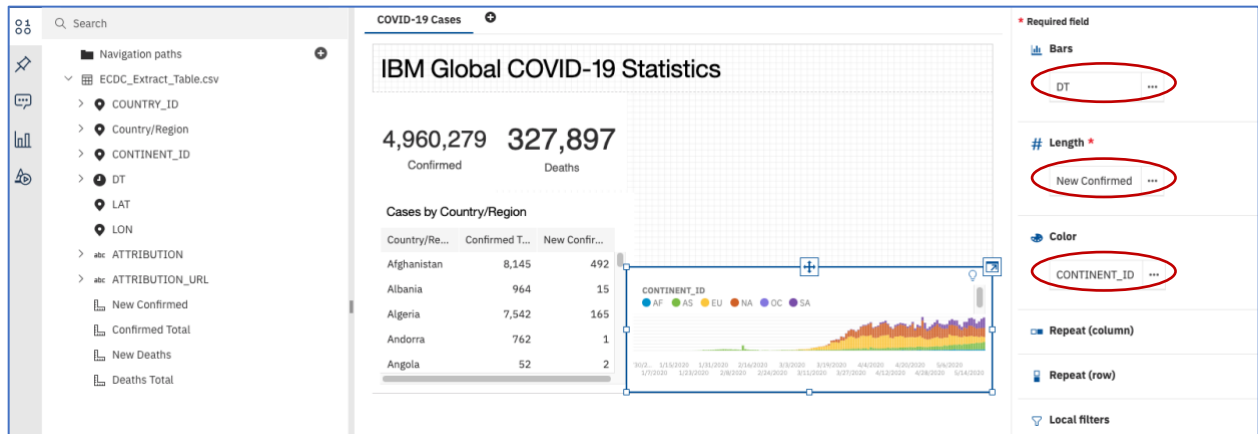 Search
Navigation paths
ECDC_Extract_Table.csv
COUNTRY_ID
Country/Region
CONTINENT_ID
DT
LAT
LON
abc ATTRIBUTION
abc ATTRIBUTION_URL
New Confirmed
Confirmed Total
New Deaths
Deaths Total
COVID-19 Cases
IBM Global COVID-19 Statistics
4,960,279 327,897
Confirmed Deaths
Cases by Country/Region
Country/Re... Confirmed T... New Confir...
Afghanistan 8,145 492
Albania 964 15
Algeria 7,542 165
Andorra 762 1
Angola 52 2
CONTINENT_ID
AF AS EU NA OC SA
1/15/2020 1/31/2020 2/16/2020 3/3/2020 3/19/2020 4/4/2020 4/20/2020 5/6/2020
1/7/2020 1/23/2020 2/8/2020 2/24/2020 3/11/2020 3/27/2020 4/12/2020 4/28/2020 5/14/2020
* Required field
Bars
DT ...
# Length *
New Confirmed ...
Color
CONTINENT_ID ...
Repeat (column)
Repeat (row)
Local filters